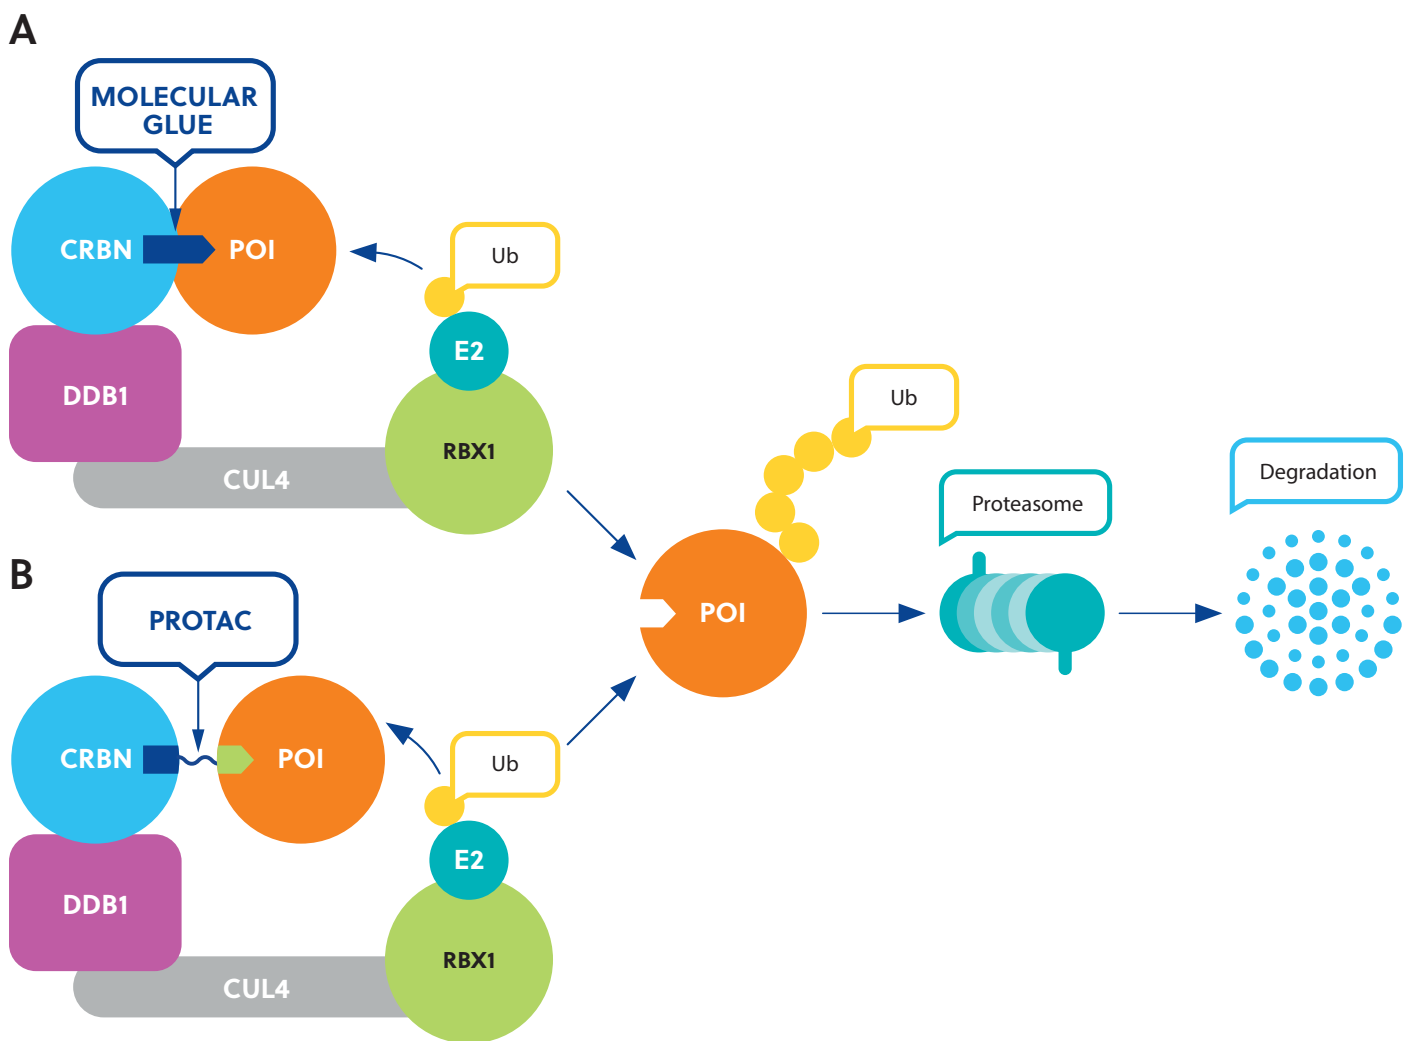 A
MOLECULAR
GLUE
CRBN
POI
Ub
E2
DDB1
RBX1
CUL4
B
PROTAC
CRBN
POI
Ub
E2
DDB1
RBX1
CUL4
Ub
POI
Proteasome
Degradation